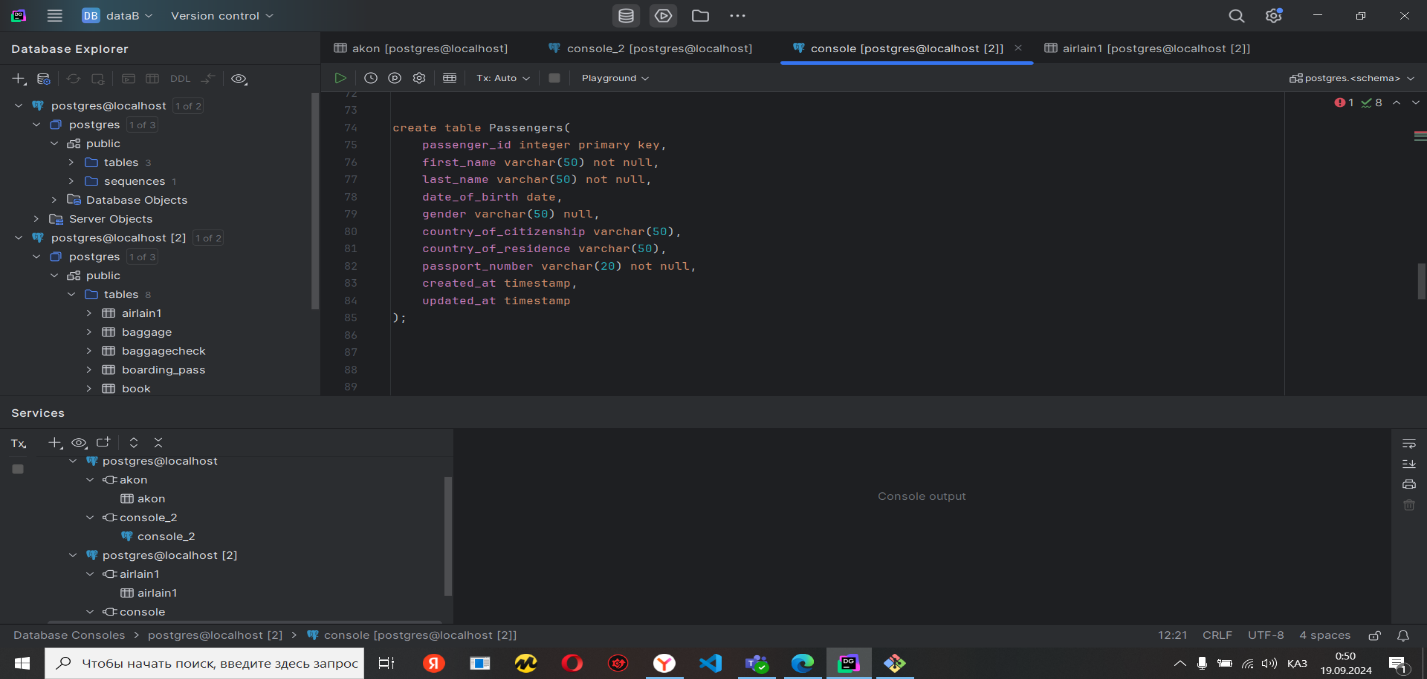 DB dataB Version control
Database Explorer
akon [postgres@localhost] console_2 [postgres@localhost] console [postgres@localhost [2]] airlain1 [postgres@localhost [2]]
DDL
Tx: Auto Playground postgres.<schema>
postgres@localhost 1 of 2
postgres 1 of 3
public
tables 3
sequences 1
Database Objects
Server Objects
postgres@localhost [2] 1 of 2
postgres 1 of 3
public
tables 8
airlain1
baggage
baggagecheck
boarding_pass
book
1 8
72
73
74 create table Passengers(
75 passenger_id integer primary key,
76 first_name varchar(50) not null,
77 last_name varchar(50) not null,
78 date_of_birth date,
79 gender varchar(50) null,
80 country_of_citizenship varchar(50),
81 country_of_residence varchar(50),
82 passport_number varchar(20) not null,
83 created_at timestamp,
84 updated_at timestamp
85 );
86
87
88
89
Services
Tx
postgres@localhost
akon
akon
console_2
console_2
postgres@localhost [2]
airlain1
airlain1
console
Console output
Database Consoles > postgres@localhost [2] > console [postgres@localhost [2]]
12:21 CRLF UTF-8 4 spaces
Чтобы начать поиск, введите здесь запрос
ҚАЗ
0:50
19.09.2024
1